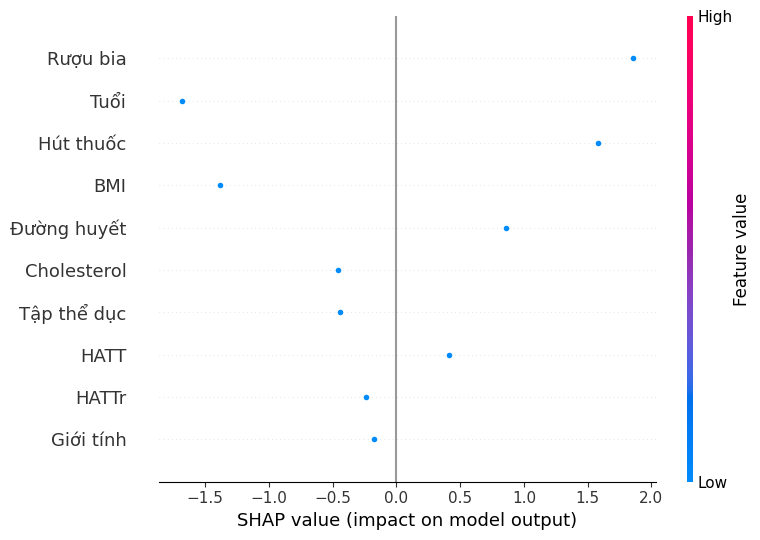 Rượu bia
Tuổi
Hút thuốc
BMI
Đường huyết
Cholesterol
Tập thể dục
HATT
HATTr
Giới tính
−1.5 −1.0 −0.5 0.0 0.5 1.0 1.5 2.0
SHAP value (impact on model output)
High
Feature value
Low